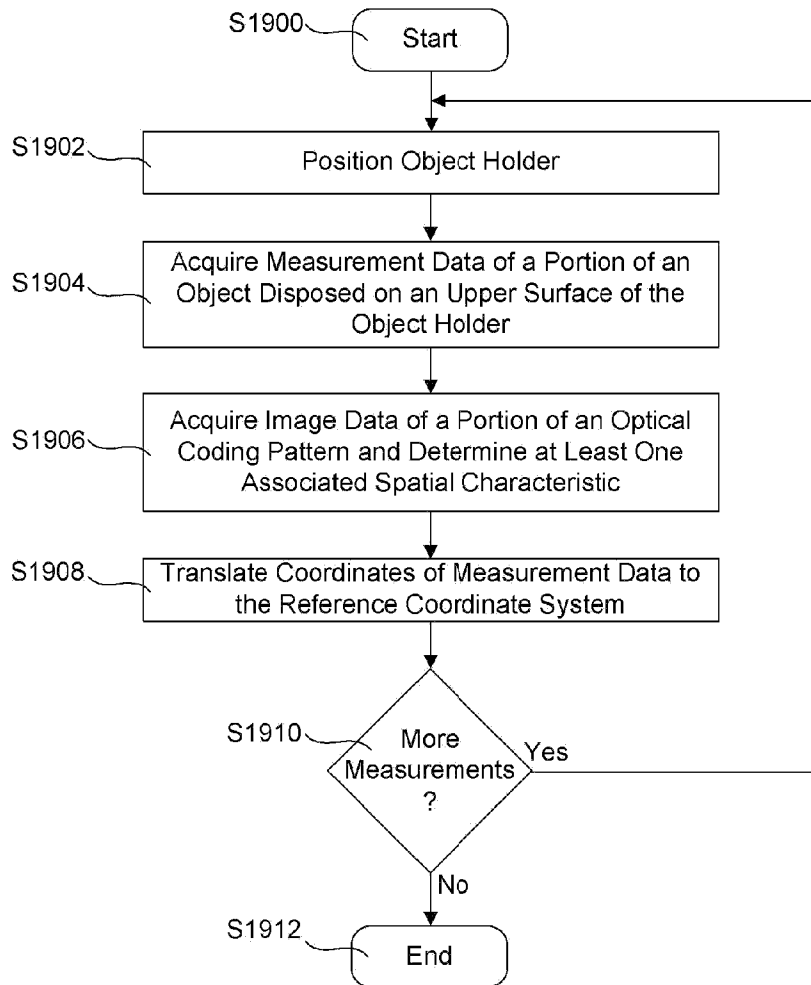 S1900
Start
S1902
Position Object Holder
S1904
Acquire Measurement Data of a Portion of an
Object Disposed on an Upper Surface of the
Object Holder
S1906
Acquire Image Data of a Portion of an Optical
Coding Pattern and Determine at Least One
Associated Spatial Characteristic
S1908
Translate Coordinates of Measurement Data to
the Reference Coordinate System
S1910
More
Measurements
?
Yes
No
S1912
End